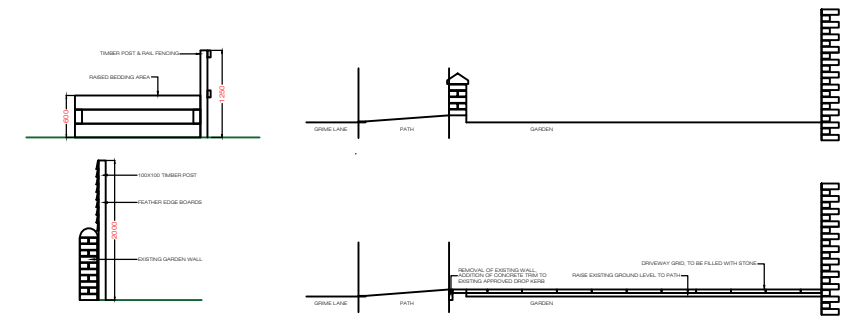 TIMBER POST & RAIL FENCING
RAISED BEDDING AREA
600
1250
GRIME LANE
PATH
GARDEN
100X100 TIMBER POST
FEATHER EDGE BOARDS
2000
EXISTING GARDEN WALL
REMOVAL OF EXISTING WALL,
ADDITION OF CONCRETE TRIM TO
EXISTING APPROVED DROP KERB
DRIVEWAY GRID, TO BE FILLED WITH STONE
RAISE EXISTING GROUND LEVEL TO PATH
GRIME LANE
PATH
GARDEN